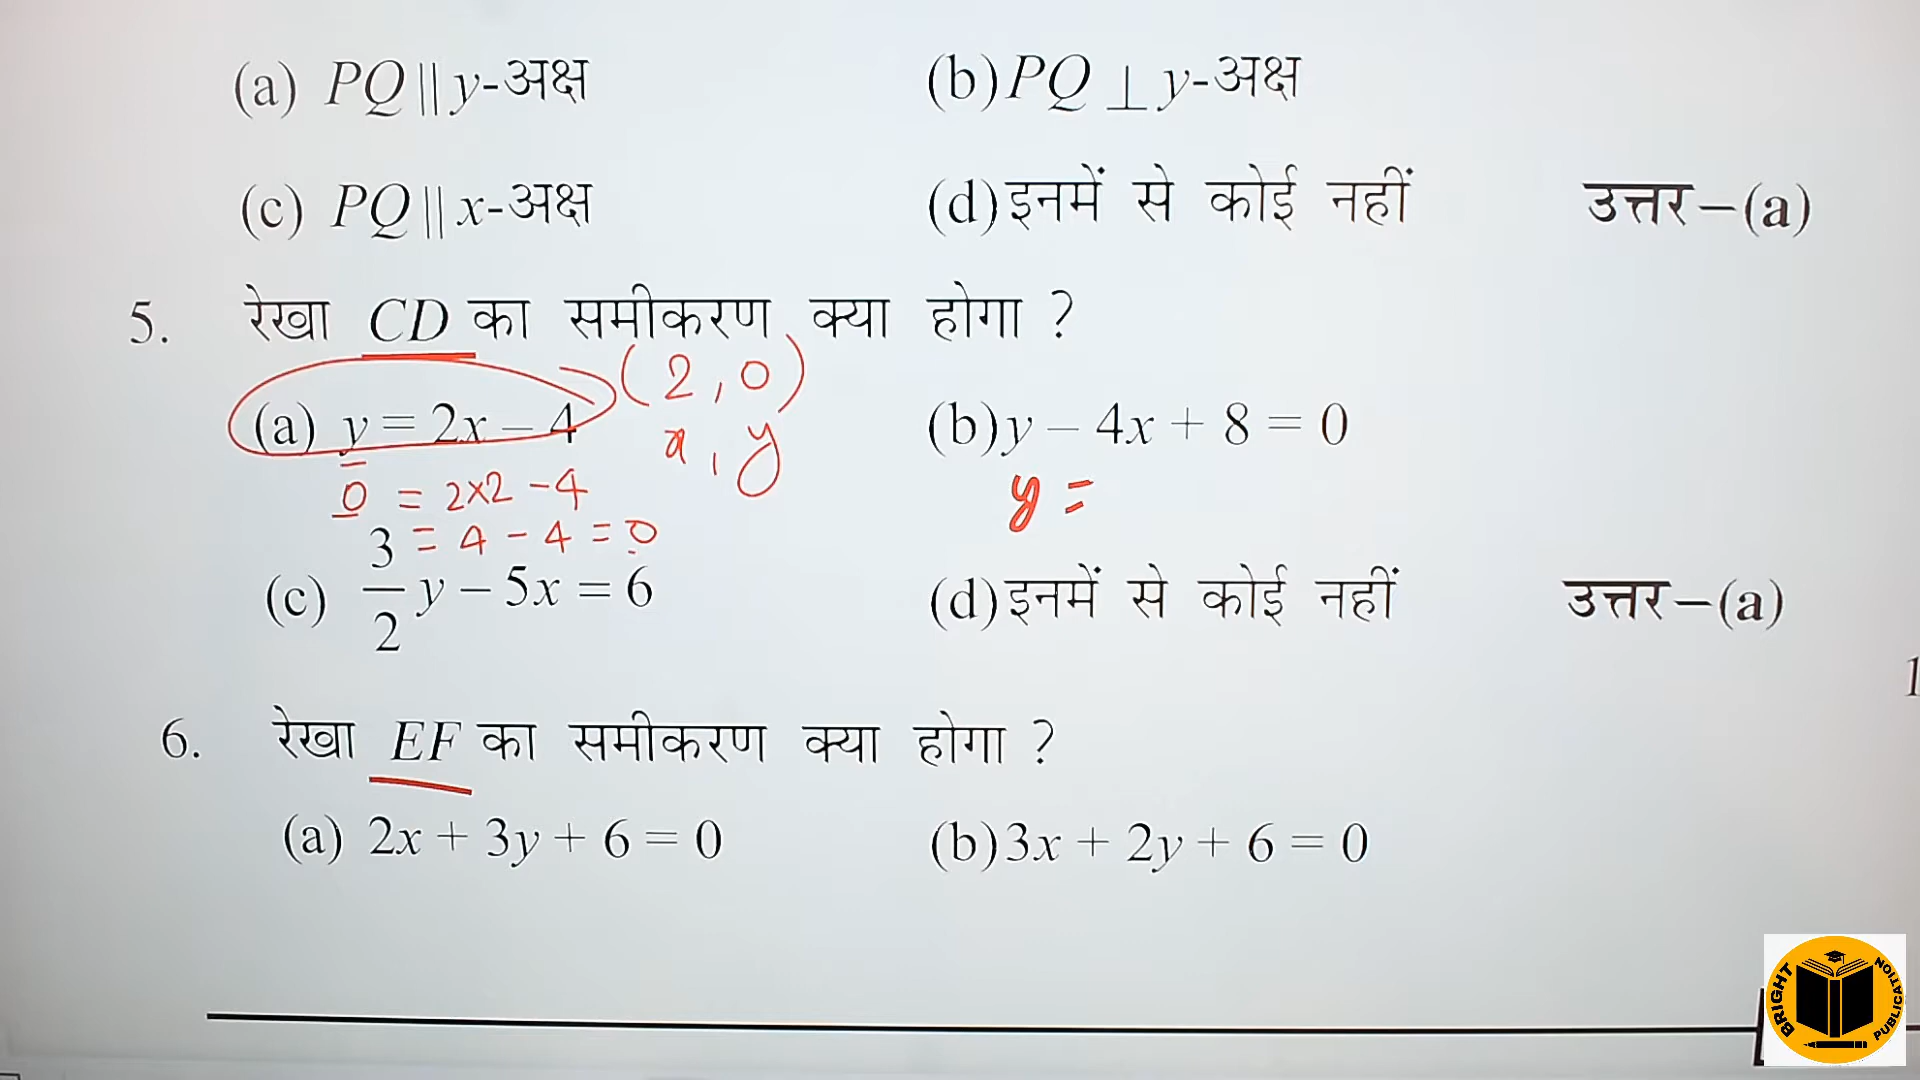 (a) PQ || y-अक्ष (b) PQ ⊥ y-अक्ष
(c) PQ || x-अक्ष (d) इनमें से कोई नहीं उत्तर–(a)
5. रेखा CD का समीकरण क्या होगा ?
(2, 0)
(a) y = 2x – 4 (b) y – 4x + 8 = 0
x, y
0 = 2×2 – 4 y =
= 4 – 4 = 0
(c) 3/2 y – 5x = 6 (d) इनमें से कोई नहीं उत्तर–(a)
1
6. रेखा EF का समीकरण क्या होगा ?
(a) 2x + 3y + 6 = 0 (b) 3x + 2y + 6 = 0
BRIGHT PUBLICATION